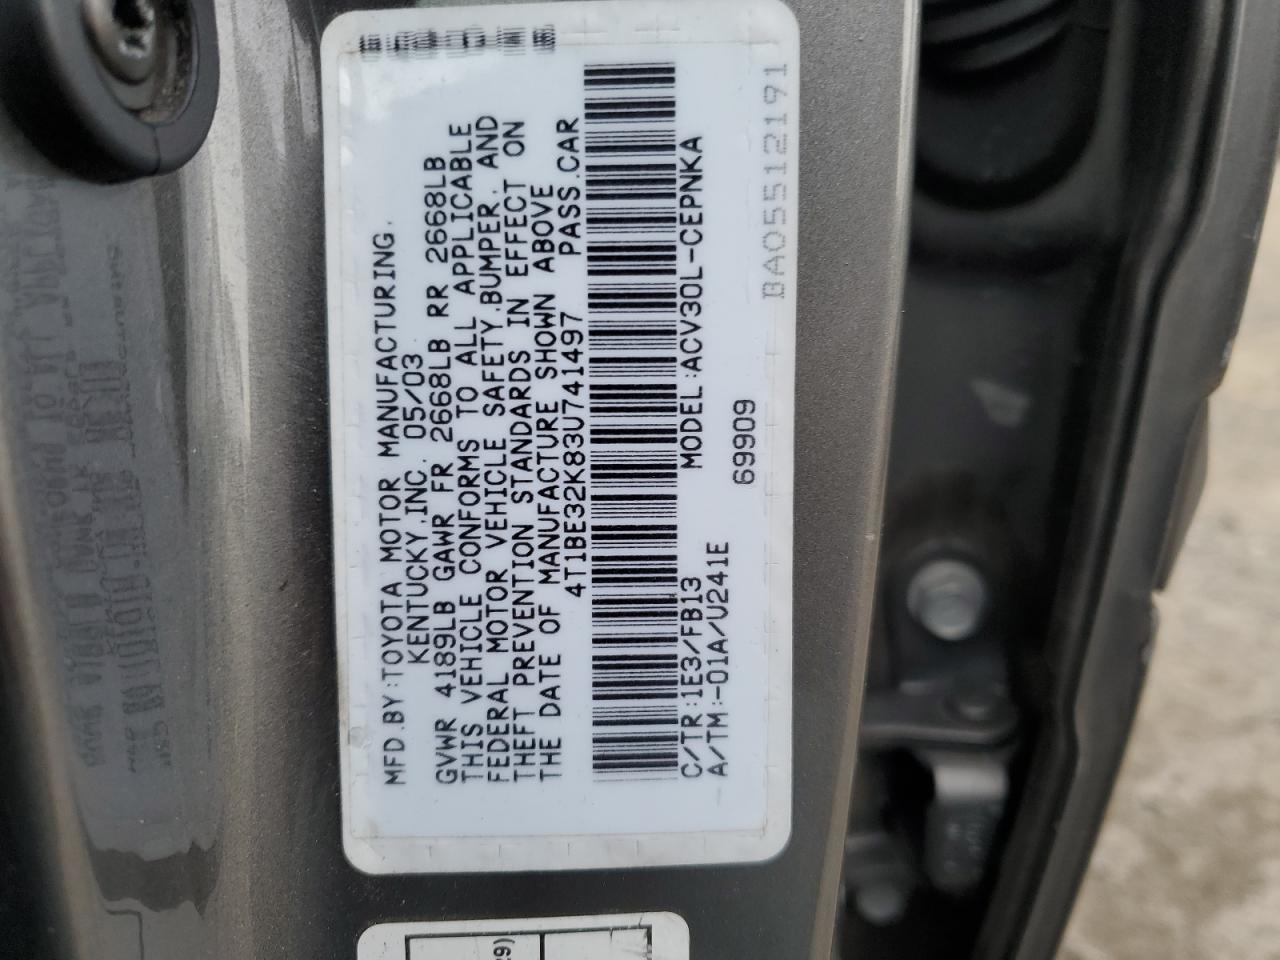 MFD.BY:TOYOTA MOTOR MANUFACTURING.
KENTUCKY,INC. 05/03
GVWR 4189LB GAWR FR 2668LB RR 2668LB
THIS VEHICLE CONFORMS TO ALL APPLICABLE
FEDERAL MOTOR VEHICLE SAFETY,BUMPER, AND
THEFT PREVENTION STANDARDS IN EFFECT ON
THE DATE OF MANUFACTURE SHOWN ABOVE
4T1BE32K83U741497 PASS.CAR
C/TR:1E3/FB13 MODEL:ACV30L-CEPNKA
A/TM:-01A/U241E
69909
BA05512191